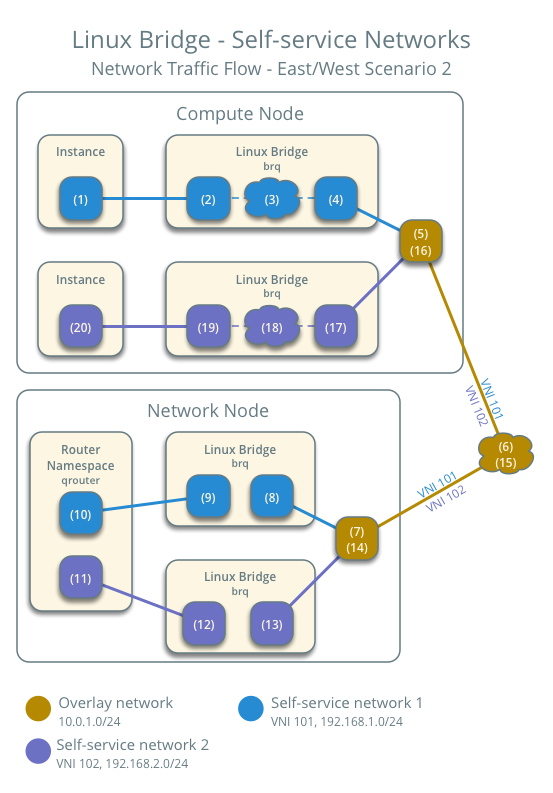 Linux Bridge - Self-service Networks
Network Traffic Flow - East/West Scenario 2
Compute Node
Instance
(1)
Linux Bridge
brq
(2)
(3)
(4)
(5)
(16)
Instance
(20)
Linux Bridge
brq
(19)
(18)
(17)
VNI 101
VNI 102
(6)
(15)
Network Node
Router
Namespace
qrouter
(10)
(11)
Linux Bridge
brq
(9)
(8)
(7)
(14)
VNI 101
VNI 102
Linux Bridge
brq
(12)
(13)
Overlay network
10.0.1.0/24
Self-service network 1
VNI 101, 192.168.1.0/24
Self-service network 2
VNI 102, 192.168.2.0/24